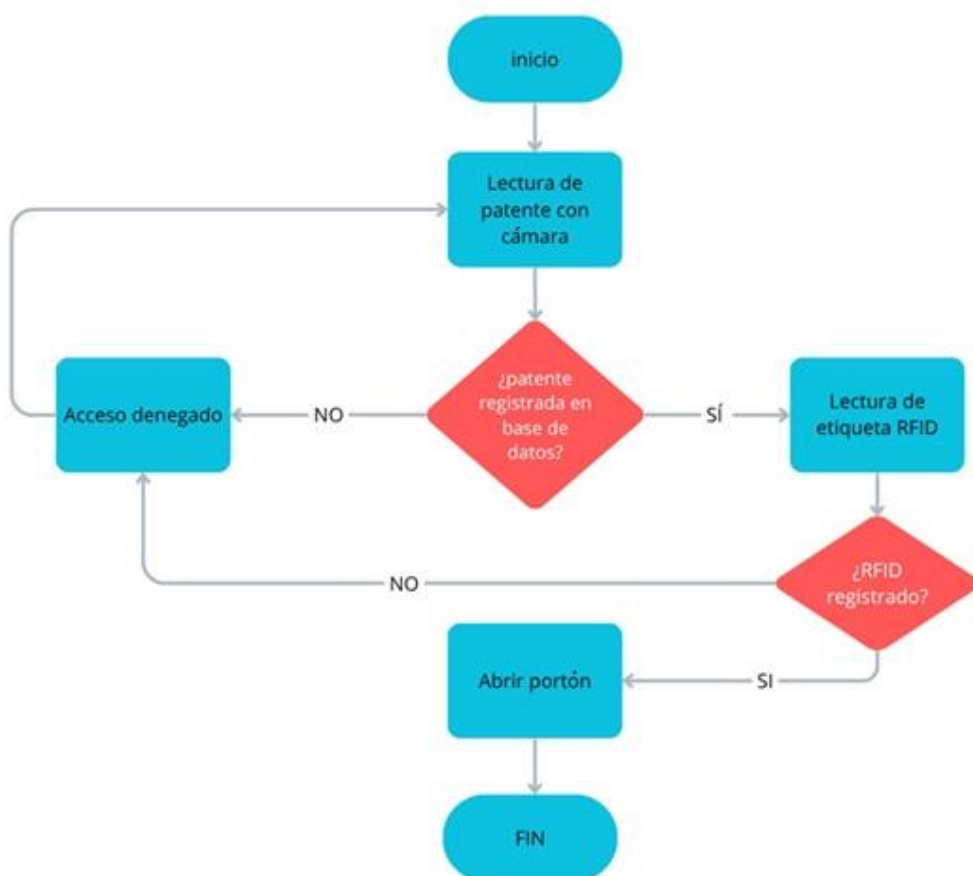 inicio
Lectura de
patente con
cámara
¿patente
registrada en
base de
datos?
NO
Acceso denegado
SÍ
Lectura de
etiqueta RFID
¿RFID
registrado?
NO
SI
Abrir portón
FIN